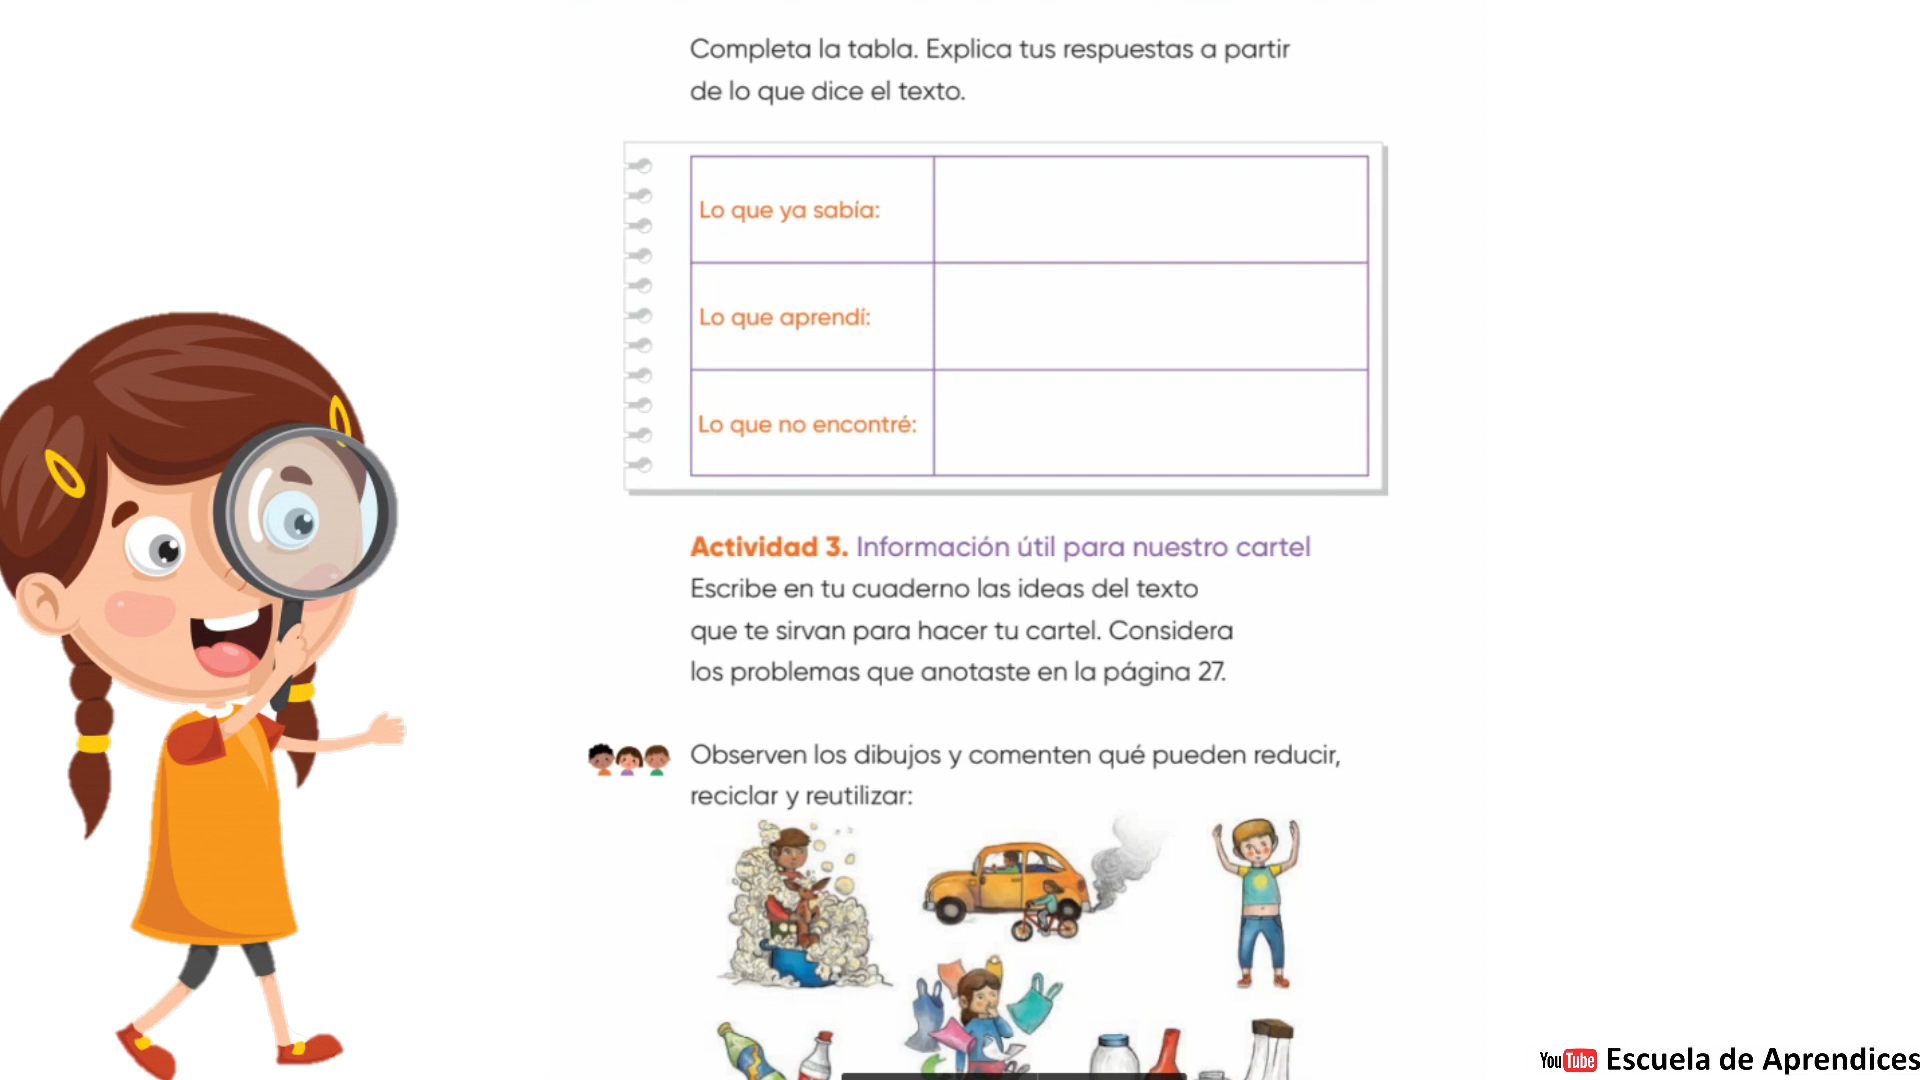 Completa la tabla. Explica tus respuestas a partir
de lo que dice el texto.
Lo que ya sabía:
Lo que aprendí:
Lo que no encontré:
Actividad 3. Información útil para nuestro cartel
Escribe en tu cuaderno las ideas del texto
que te sirvan para hacer tu cartel. Considera
los problemas que anotaste en la página 27.
Observen los dibujos y comenten qué pueden reducir,
reciclar y reutilizar:
YouTube Escuela de Aprendices